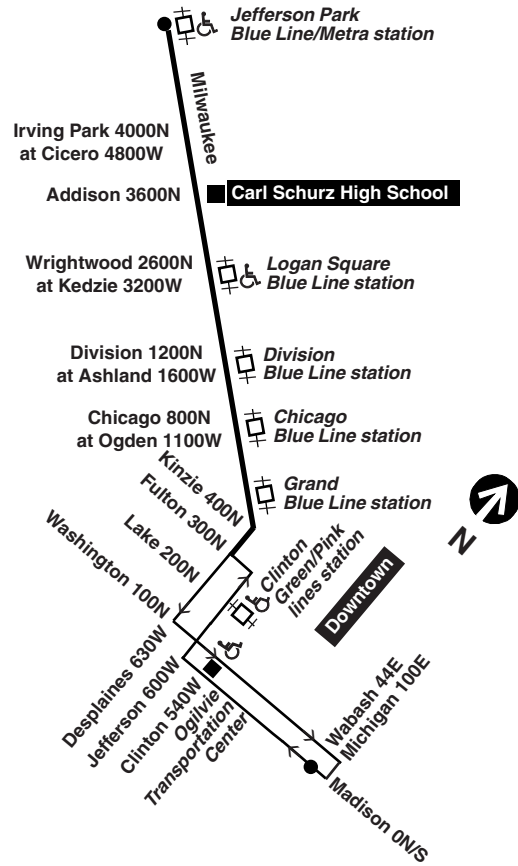 Jefferson Park
Blue Line/Metra station
Milwaukee
Irving Park 4000N
at Cicero 4800W
Addison 3600N
Carl Schurz High School
Wrightwood 2600N
at Kedzie 3200W
Logan Square
Blue Line station
Division 1200N
at Ashland 1600W
Division
Blue Line station
Chicago 800N
at Ogden 1100W
Chicago
Blue Line station
Grand
Blue Line station
Kinzie 400N
Fulton 300N
Lake 200N
Washington 100N
Clinton
Green/Pink
lines station
Downtown
N
Desplaines 630W
Jefferson 600W
Clinton 540W
Ogilvie
Transportation
Center
Wabash 44E
Michigan 100E
Madison 0N/S